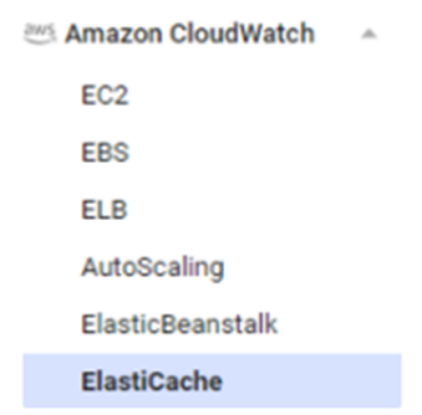 aws Amazon CloudWatch
EC2
EBS
ELB
AutoScaling
ElasticBeanstalk
ElastiCache